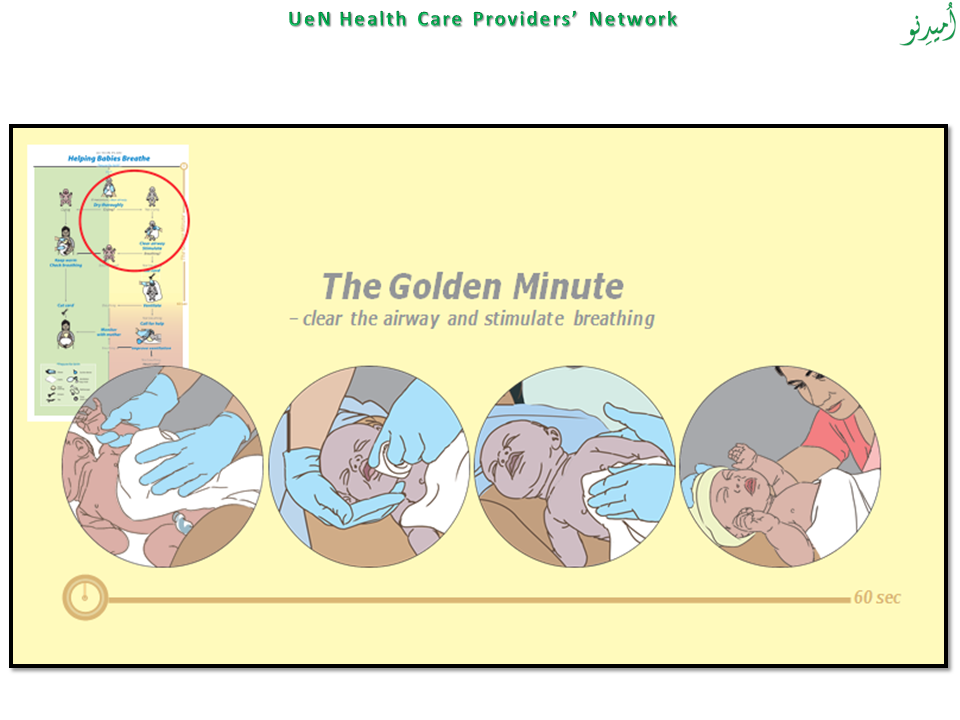 UeN Health Care Providers’ Network
اُمیدِنو
Helping Babies Breathe
Dry thoroughly
Clear airway
Stimulate
Keep warm
Check breathing
Cut cord
Ventilate
Call for help
Monitor
with mother
Improve ventilation
The Golden Minute
– clear the airway and stimulate breathing
60 sec